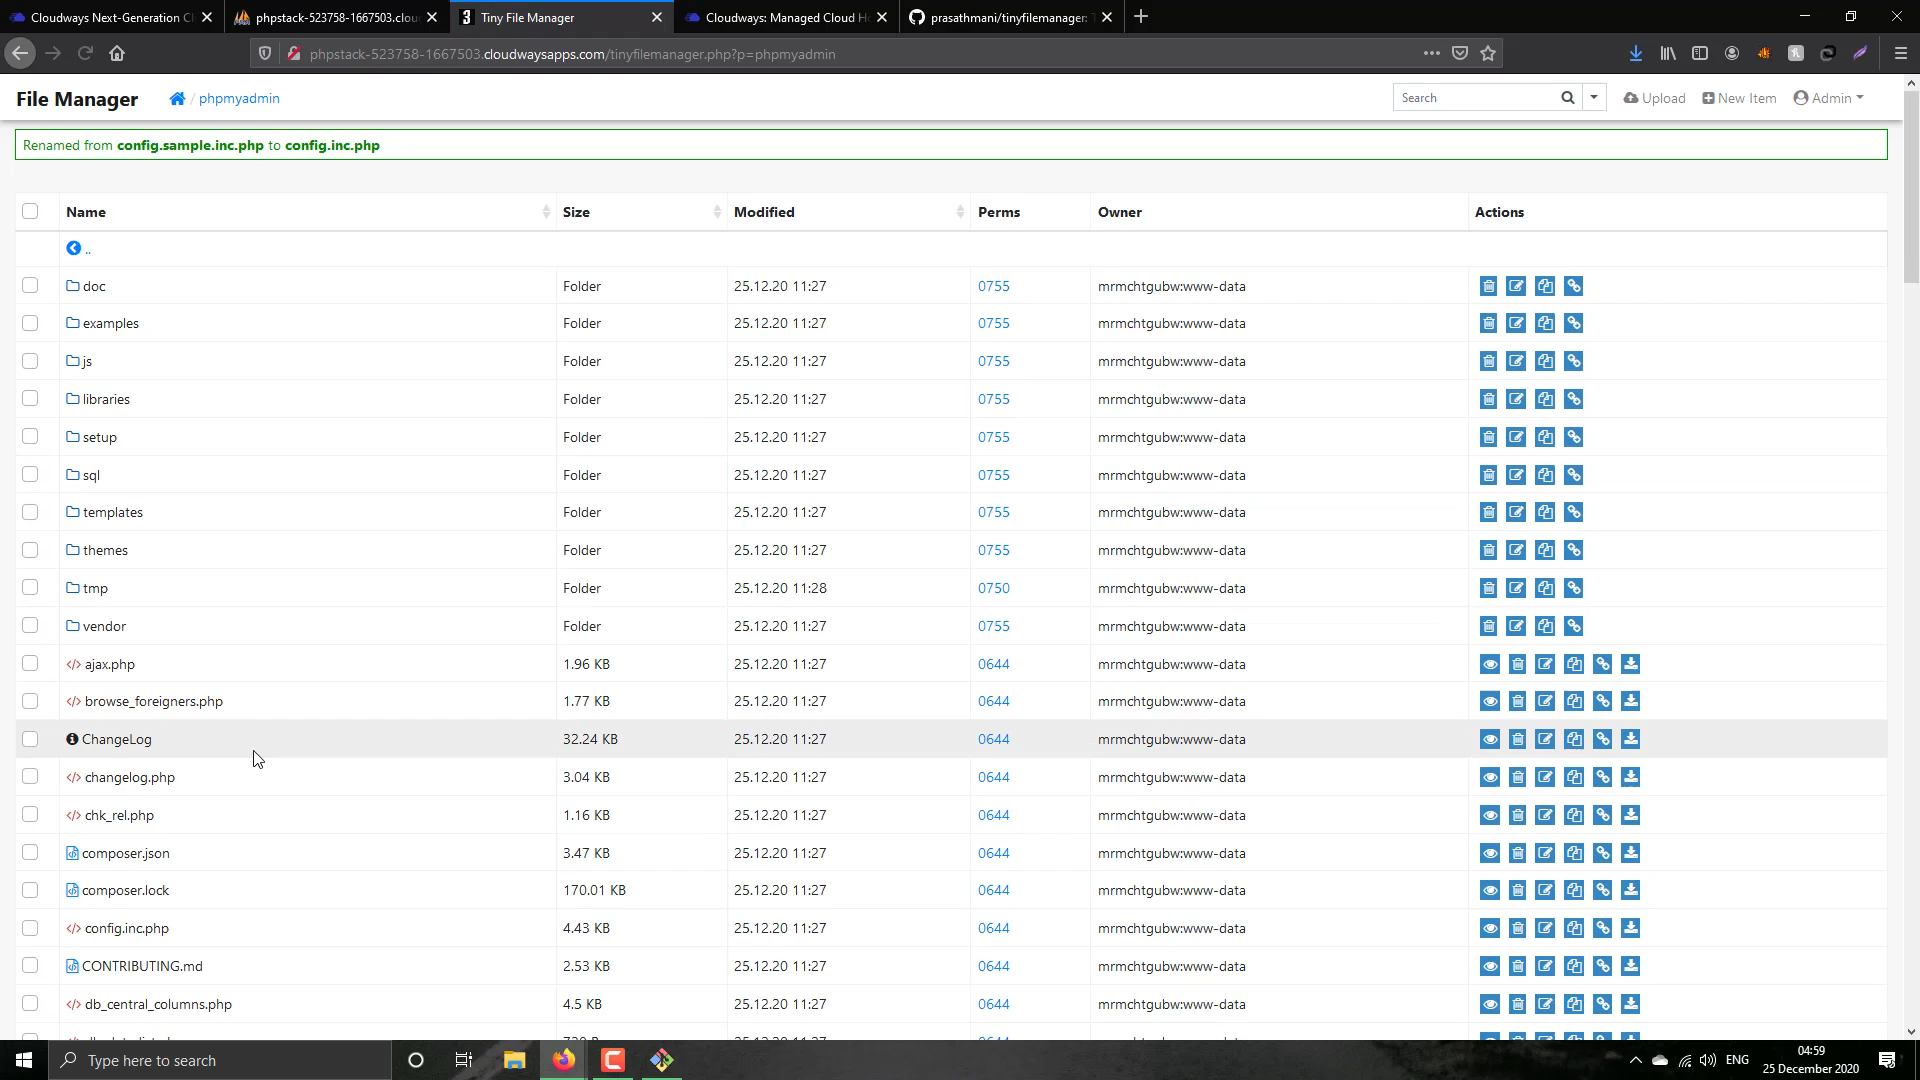 Cloudways Next-Generation Cl
phpstack-523758-1667503.clou
Tiny File Manager
Cloudways: Managed Cloud Ho
prasathmani/tinyfilemanager: T
phpstack-523758-1667503.cloudwaysapps.com/tinyfilemanager.php?p=phpmyadmin
File Manager
/ phpmyadmin
Search
Upload
New Item
Admin
Renamed from config.sample.inc.php to config.inc.php
Name Size Modified Perms Owner Actions
..
doc Folder 25.12.20 11:27 0755 mrmchtgubw:www-data
examples Folder 25.12.20 11:27 0755 mrmchtgubw:www-data
js Folder 25.12.20 11:27 0755 mrmchtgubw:www-data
libraries Folder 25.12.20 11:27 0755 mrmchtgubw:www-data
setup Folder 25.12.20 11:27 0755 mrmchtgubw:www-data
sql Folder 25.12.20 11:27 0755 mrmchtgubw:www-data
templates Folder 25.12.20 11:27 0755 mrmchtgubw:www-data
themes Folder 25.12.20 11:27 0755 mrmchtgubw:www-data
tmp Folder 25.12.20 11:28 0750 mrmchtgubw:www-data
vendor Folder 25.12.20 11:27 0755 mrmchtgubw:www-data
ajax.php 1.96 KB 25.12.20 11:27 0644 mrmchtgubw:www-data
browse_foreigners.php 1.77 KB 25.12.20 11:27 0644 mrmchtgubw:www-data
ChangeLog 32.24 KB 25.12.20 11:27 0644 mrmchtgubw:www-data
changelog.php 3.04 KB 25.12.20 11:27 0644 mrmchtgubw:www-data
chk_rel.php 1.16 KB 25.12.20 11:27 0644 mrmchtgubw:www-data
composer.json 3.47 KB 25.12.20 11:27 0644 mrmchtgubw:www-data
composer.lock 170.01 KB 25.12.20 11:27 0644 mrmchtgubw:www-data
config.inc.php 4.43 KB 25.12.20 11:27 0644 mrmchtgubw:www-data
CONTRIBUTING.md 2.53 KB 25.12.20 11:27 0644 mrmchtgubw:www-data
db_central_columns.php 4.5 KB 25.12.20 11:27 0644 mrmchtgubw:www-data
Type here to search
ENG
04:59
25 December 2020